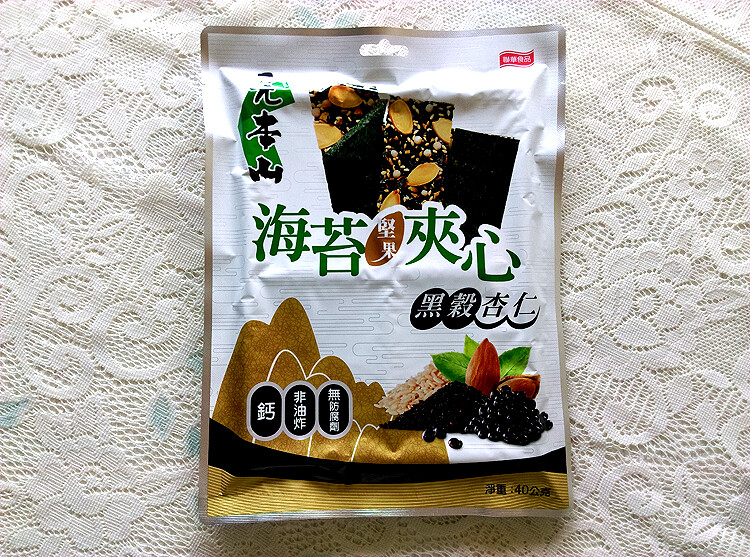 聯華食品
元本山
海苔堅果夾心
黑穀杏仁
鈣
非油炸
無防腐劑
淨重:40公克